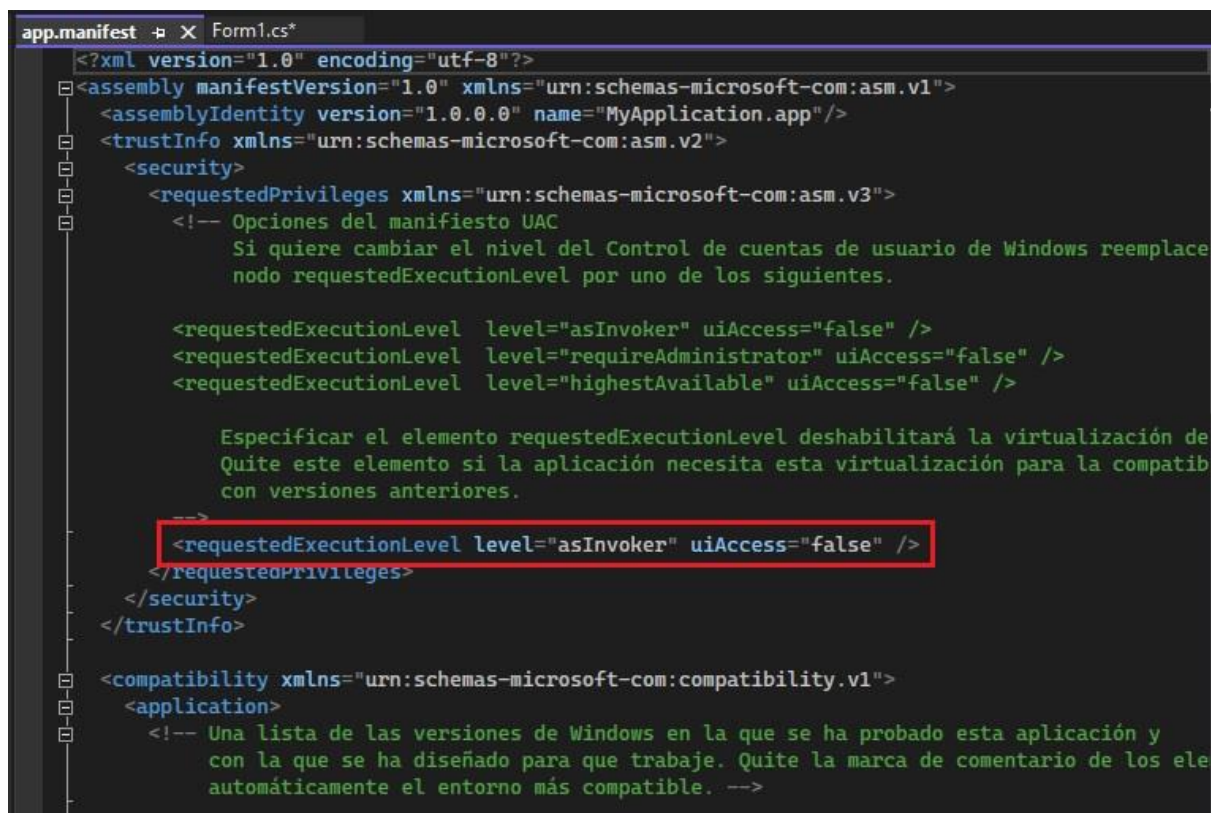 app.manifest Form1.cs*
<?xml version="1.0" encoding="utf-8"?>
<assembly manifestVersion="1.0" xmlns="urn:schemas-microsoft-com:asm.v1">
<assemblyIdentity version="1.0.0.0" name="MyApplication.app"/>
<trustInfo xmlns="urn:schemas-microsoft-com:asm.v2">
<security>
<requestedPrivileges xmlns="urn:schemas-microsoft-com:asm.v3">
<!-- Opciones del manifiesto UAC
Si quiere cambiar el nivel del Control de cuentas de usuario de Windows reemplace
nodo requestedExecutionLevel por uno de los siguientes.
<requestedExecutionLevel  level="asInvoker" uiAccess="false" />
<requestedExecutionLevel  level="requireAdministrator" uiAccess="false" />
<requestedExecutionLevel  level="highestAvailable" uiAccess="false" />
Especificar el elemento requestedExecutionLevel deshabilitará la virtualización de
Quite este elemento si la aplicación necesita esta virtualización para la compatib
con versiones anteriores.
-->
<requestedExecutionLevel level="asInvoker" uiAccess="false" />
</requestedPrivileges>
</security>
</trustInfo>
<compatibility xmlns="urn:schemas-microsoft-com:compatibility.v1">
<application>
<!-- Una lista de las versiones de Windows en la que se ha probado esta aplicación y
con la que se ha diseñado para que trabaje. Quite la marca de comentario de los ele
automáticamente el entorno más compatible. -->